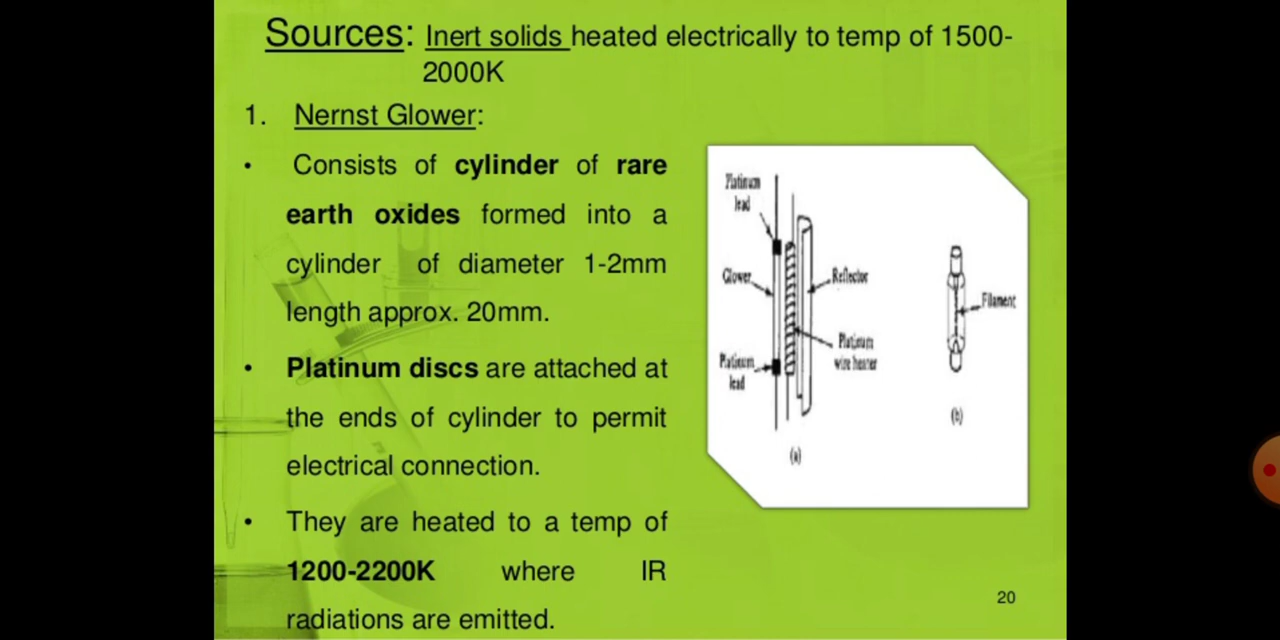 Sources: Inert solids heated electrically to temp of 1500-
2000K
1. Nernst Glower:
• Consists of cylinder of rare
earth oxides formed into a
cylinder of diameter 1-2mm
length approx. 20mm.
• Platinum discs are attached at
the ends of cylinder to permit
electrical connection.
• They are heated to a temp of
1200-2200K where IR
radiations are emitted.
Platinum
lead
Glower
Reflector
Platinum
wire heater
Platinum
lead
(a)
Filament
(b)
20